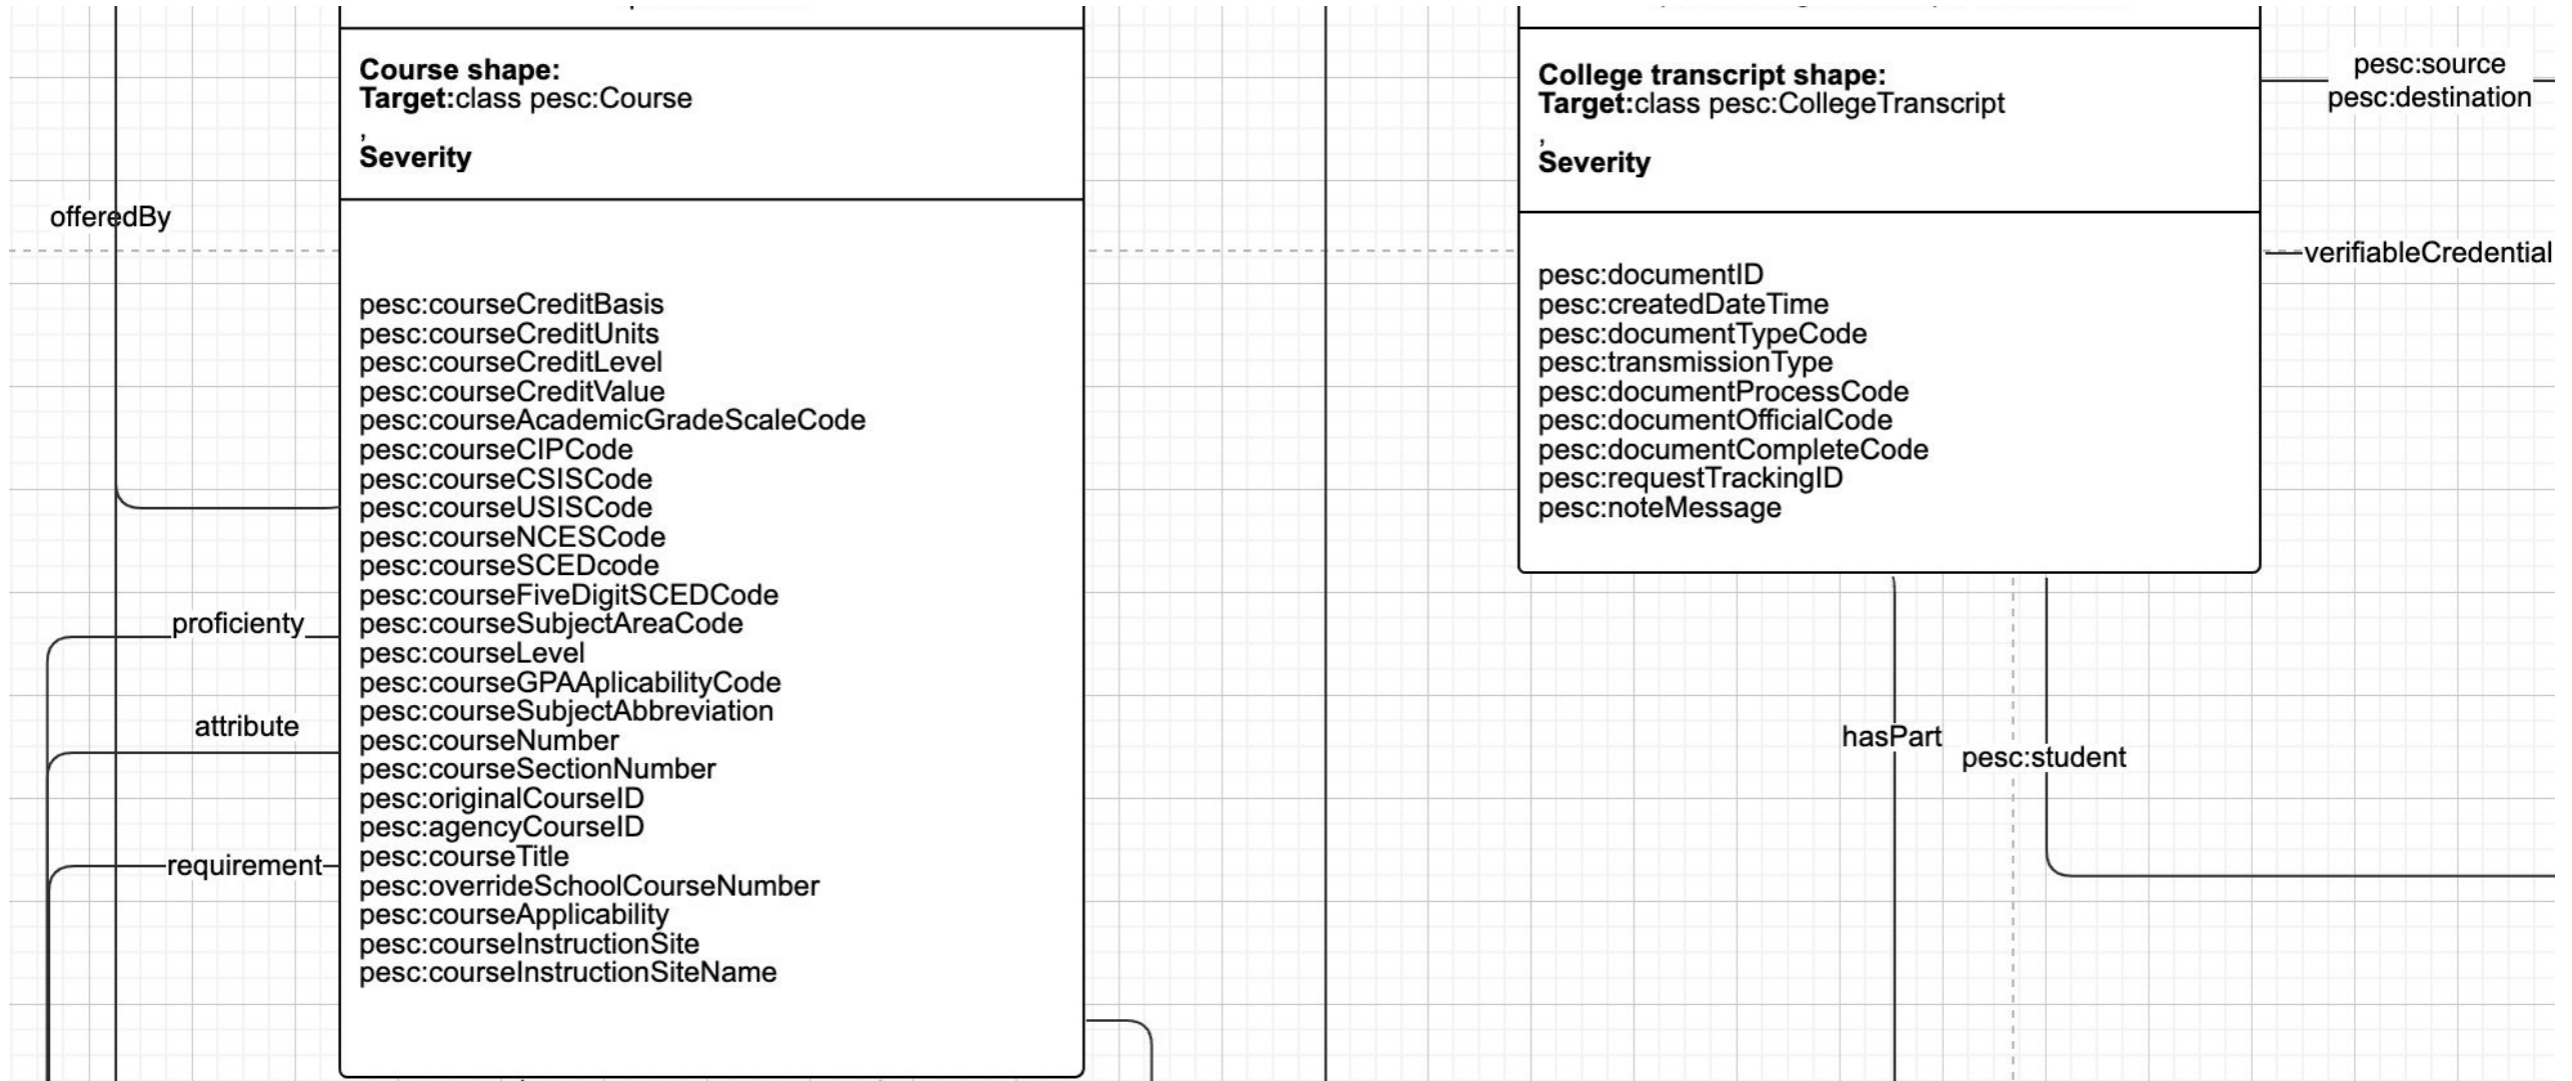 Course shape:
Target:class pesc:Course
,
Severity
offeredBy
pesc:courseCreditBasis
pesc:courseCreditUnits
pesc:courseCreditLevel
pesc:courseCreditValue
pesc:courseAcademicGradeScaleCode
pesc:courseCIPCode
pesc:courseCSISCode
pesc:courseUSISCode
pesc:courseNCESCode
pesc:courseSCEDcode
pesc:courseFiveDigitSCEDCode
pesc:courseSubjectAreaCode
pesc:courseLevel
pesc:courseGPAAplicabilityCode
pesc:courseSubjectAbbreviation
pesc:courseNumber
pesc:courseSectionNumber
pesc:originalCourseID
pesc:agencyCourseID
pesc:courseTitle
pesc:overrideSchoolCourseNumber
pesc:courseApplicability
pesc:courseInstructionSite
pesc:courseInstructionSiteName
proficienty
attribute
requirement
College transcript shape:
Target:class pesc:CollegeTranscript
,
Severity
pesc:documentID
pesc:createdDateTime
pesc:documentTypeCode
pesc:transmissionType
pesc:documentProcessCode
pesc:documentOfficialCode
pesc:documentCompleteCode
pesc:requestTrackingID
pesc:noteMessage
pesc:source
pesc:destination
verifiableCredential
hasPart
pesc:student